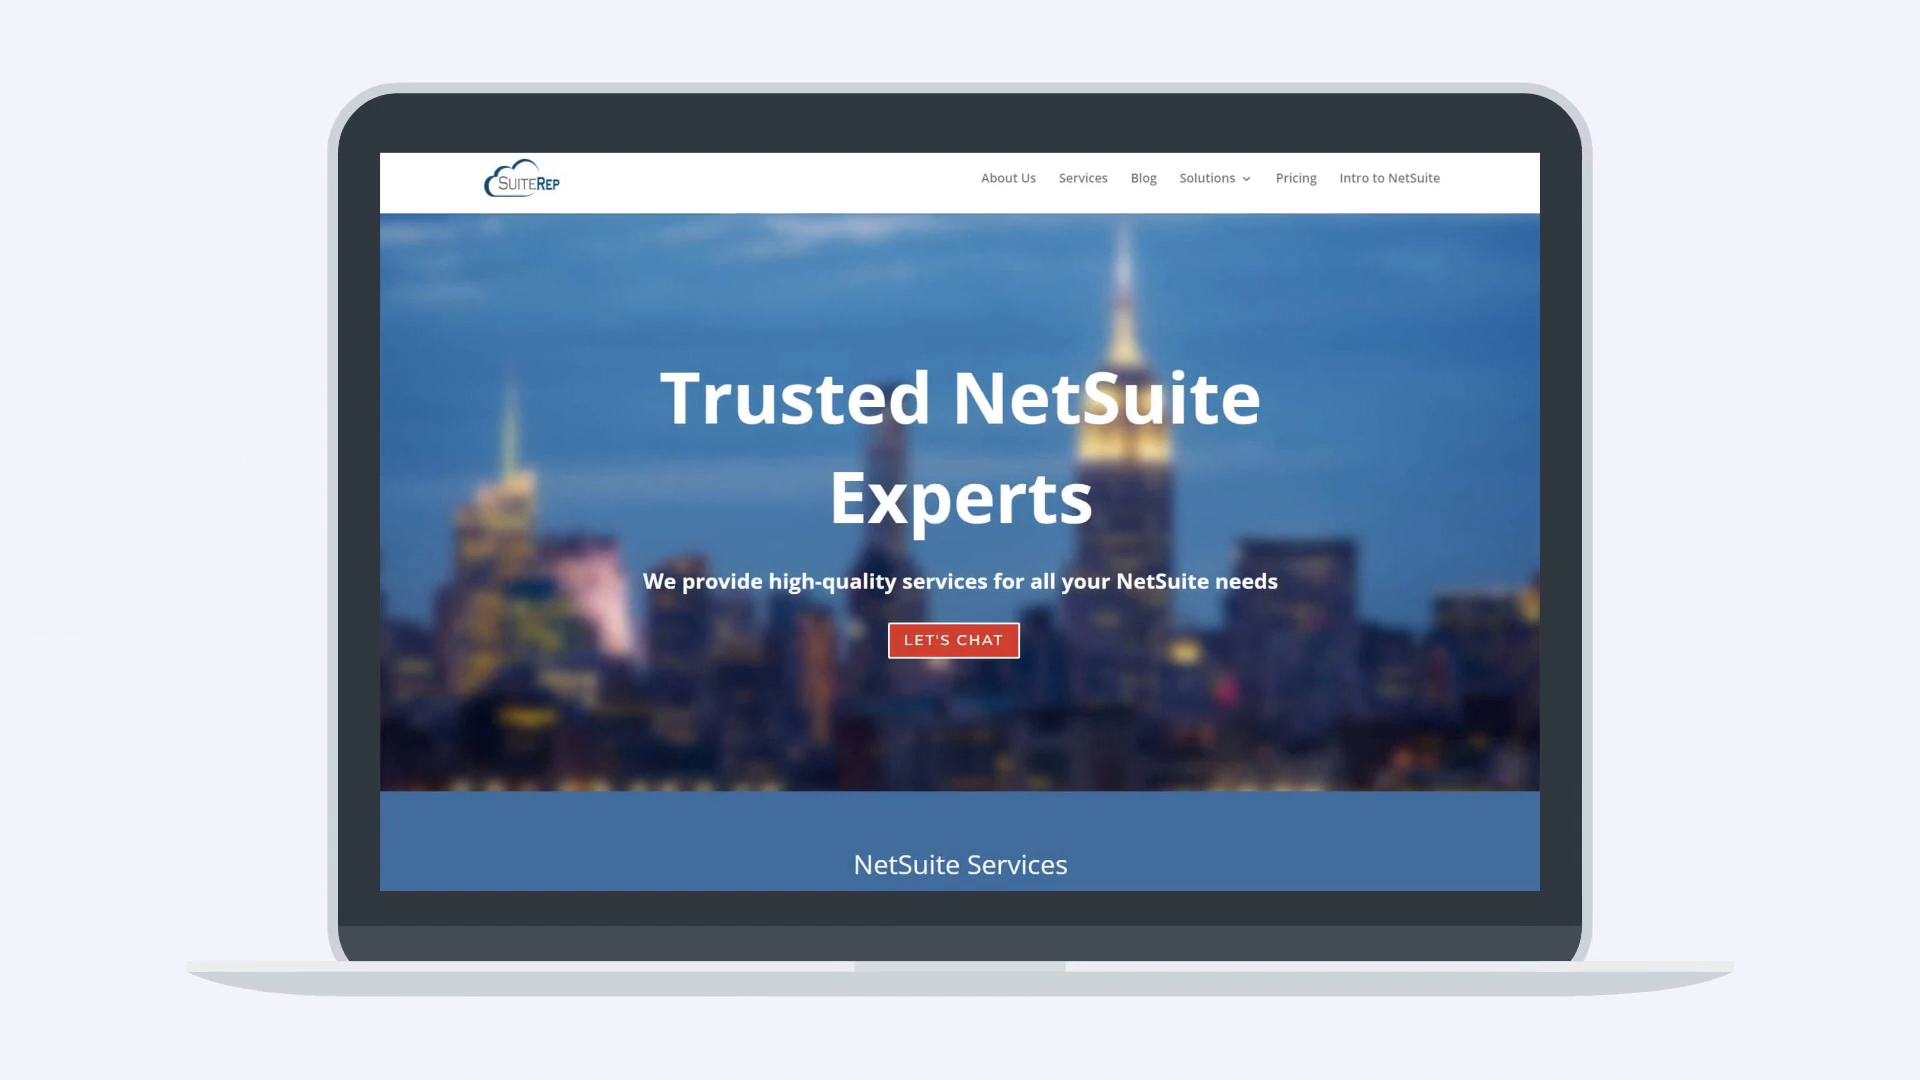 SUITEREP
About Us Services Blog Solutions Pricing Intro to NetSuite
Trusted NetSuite
Experts
We provide high-quality services for all your NetSuite needs
LET'S CHAT
NetSuite Services